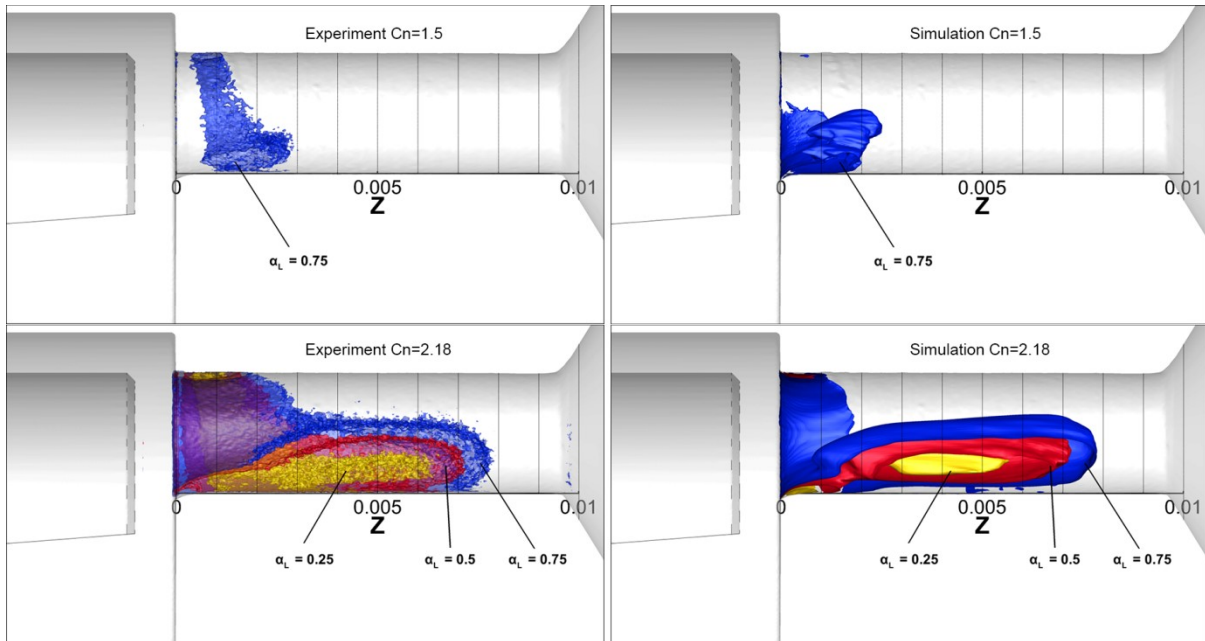 Experiment Cn=1.5
0 0.005 0.01
Z
α_L = 0.75
Simulation Cn=1.5
0 0.005 0.01
Z
α_L = 0.75
Experiment Cn=2.18
0 0.005 0.01
Z
α_L = 0.25 α_L = 0.5 α_L = 0.75
Simulation Cn=2.18
0 0.005 0.01
Z
α_L = 0.25 α_L = 0.5 α_L = 0.75